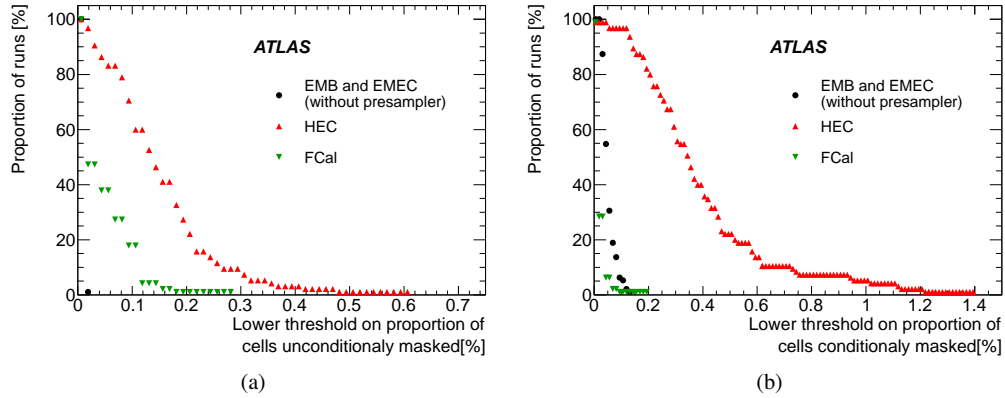 Proportion of runs [%]
100
80
60
40
20
0
0 0.1 0.2 0.3 0.4 0.5 0.6 0.7
ATLAS
EMB and EMEC
(without presampler)
HEC
FCal
Lower threshold on proportion of
cells unconditionaly masked[%]
(a)
Proportion of runs [%]
100
80
60
40
20
0
0 0.2 0.4 0.6 0.8 1 1.2 1.4
ATLAS
EMB and EMEC
(without presampler)
HEC
FCal
Lower threshold on proportion of
cells conditionaly masked[%]
(b)